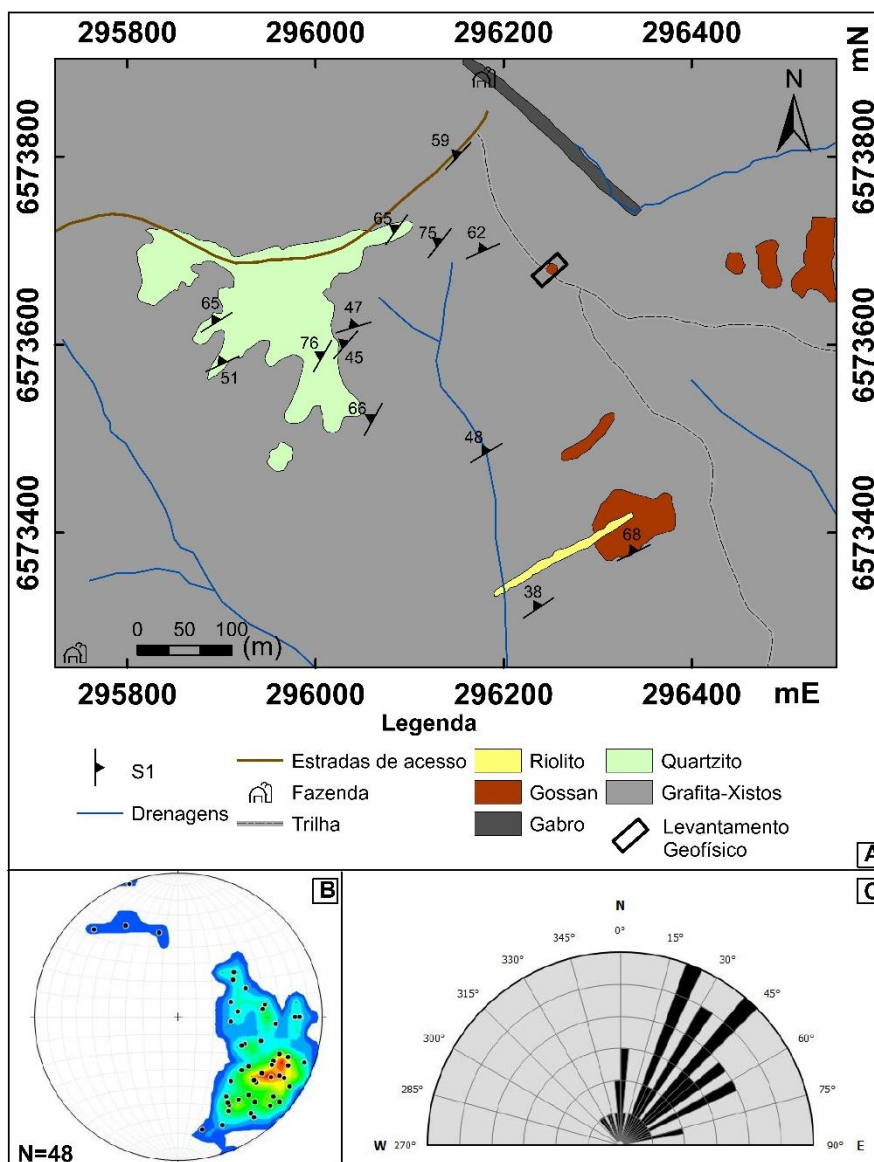 295800 296000 296200 296400 mN
N
6573800 6573800
59
65 75 62
65 47
6573600 6573600
76 45
51
66
48
6573400 6573400
68
38
0 50 100 (m)
295800 296000 296200 296400 mE
Legenda
S1
Estradas de acesso
Riolito
Quartzito
Fazenda
Gossan
Grafita-Xistos
Drenagens
Trilha
Gabro
Levantamento
Geofísico
A
B
N=48
C
N
345° 0° 15°
330° 30°
315° 45°
300° 60°
285° 75°
W 270° 90° E